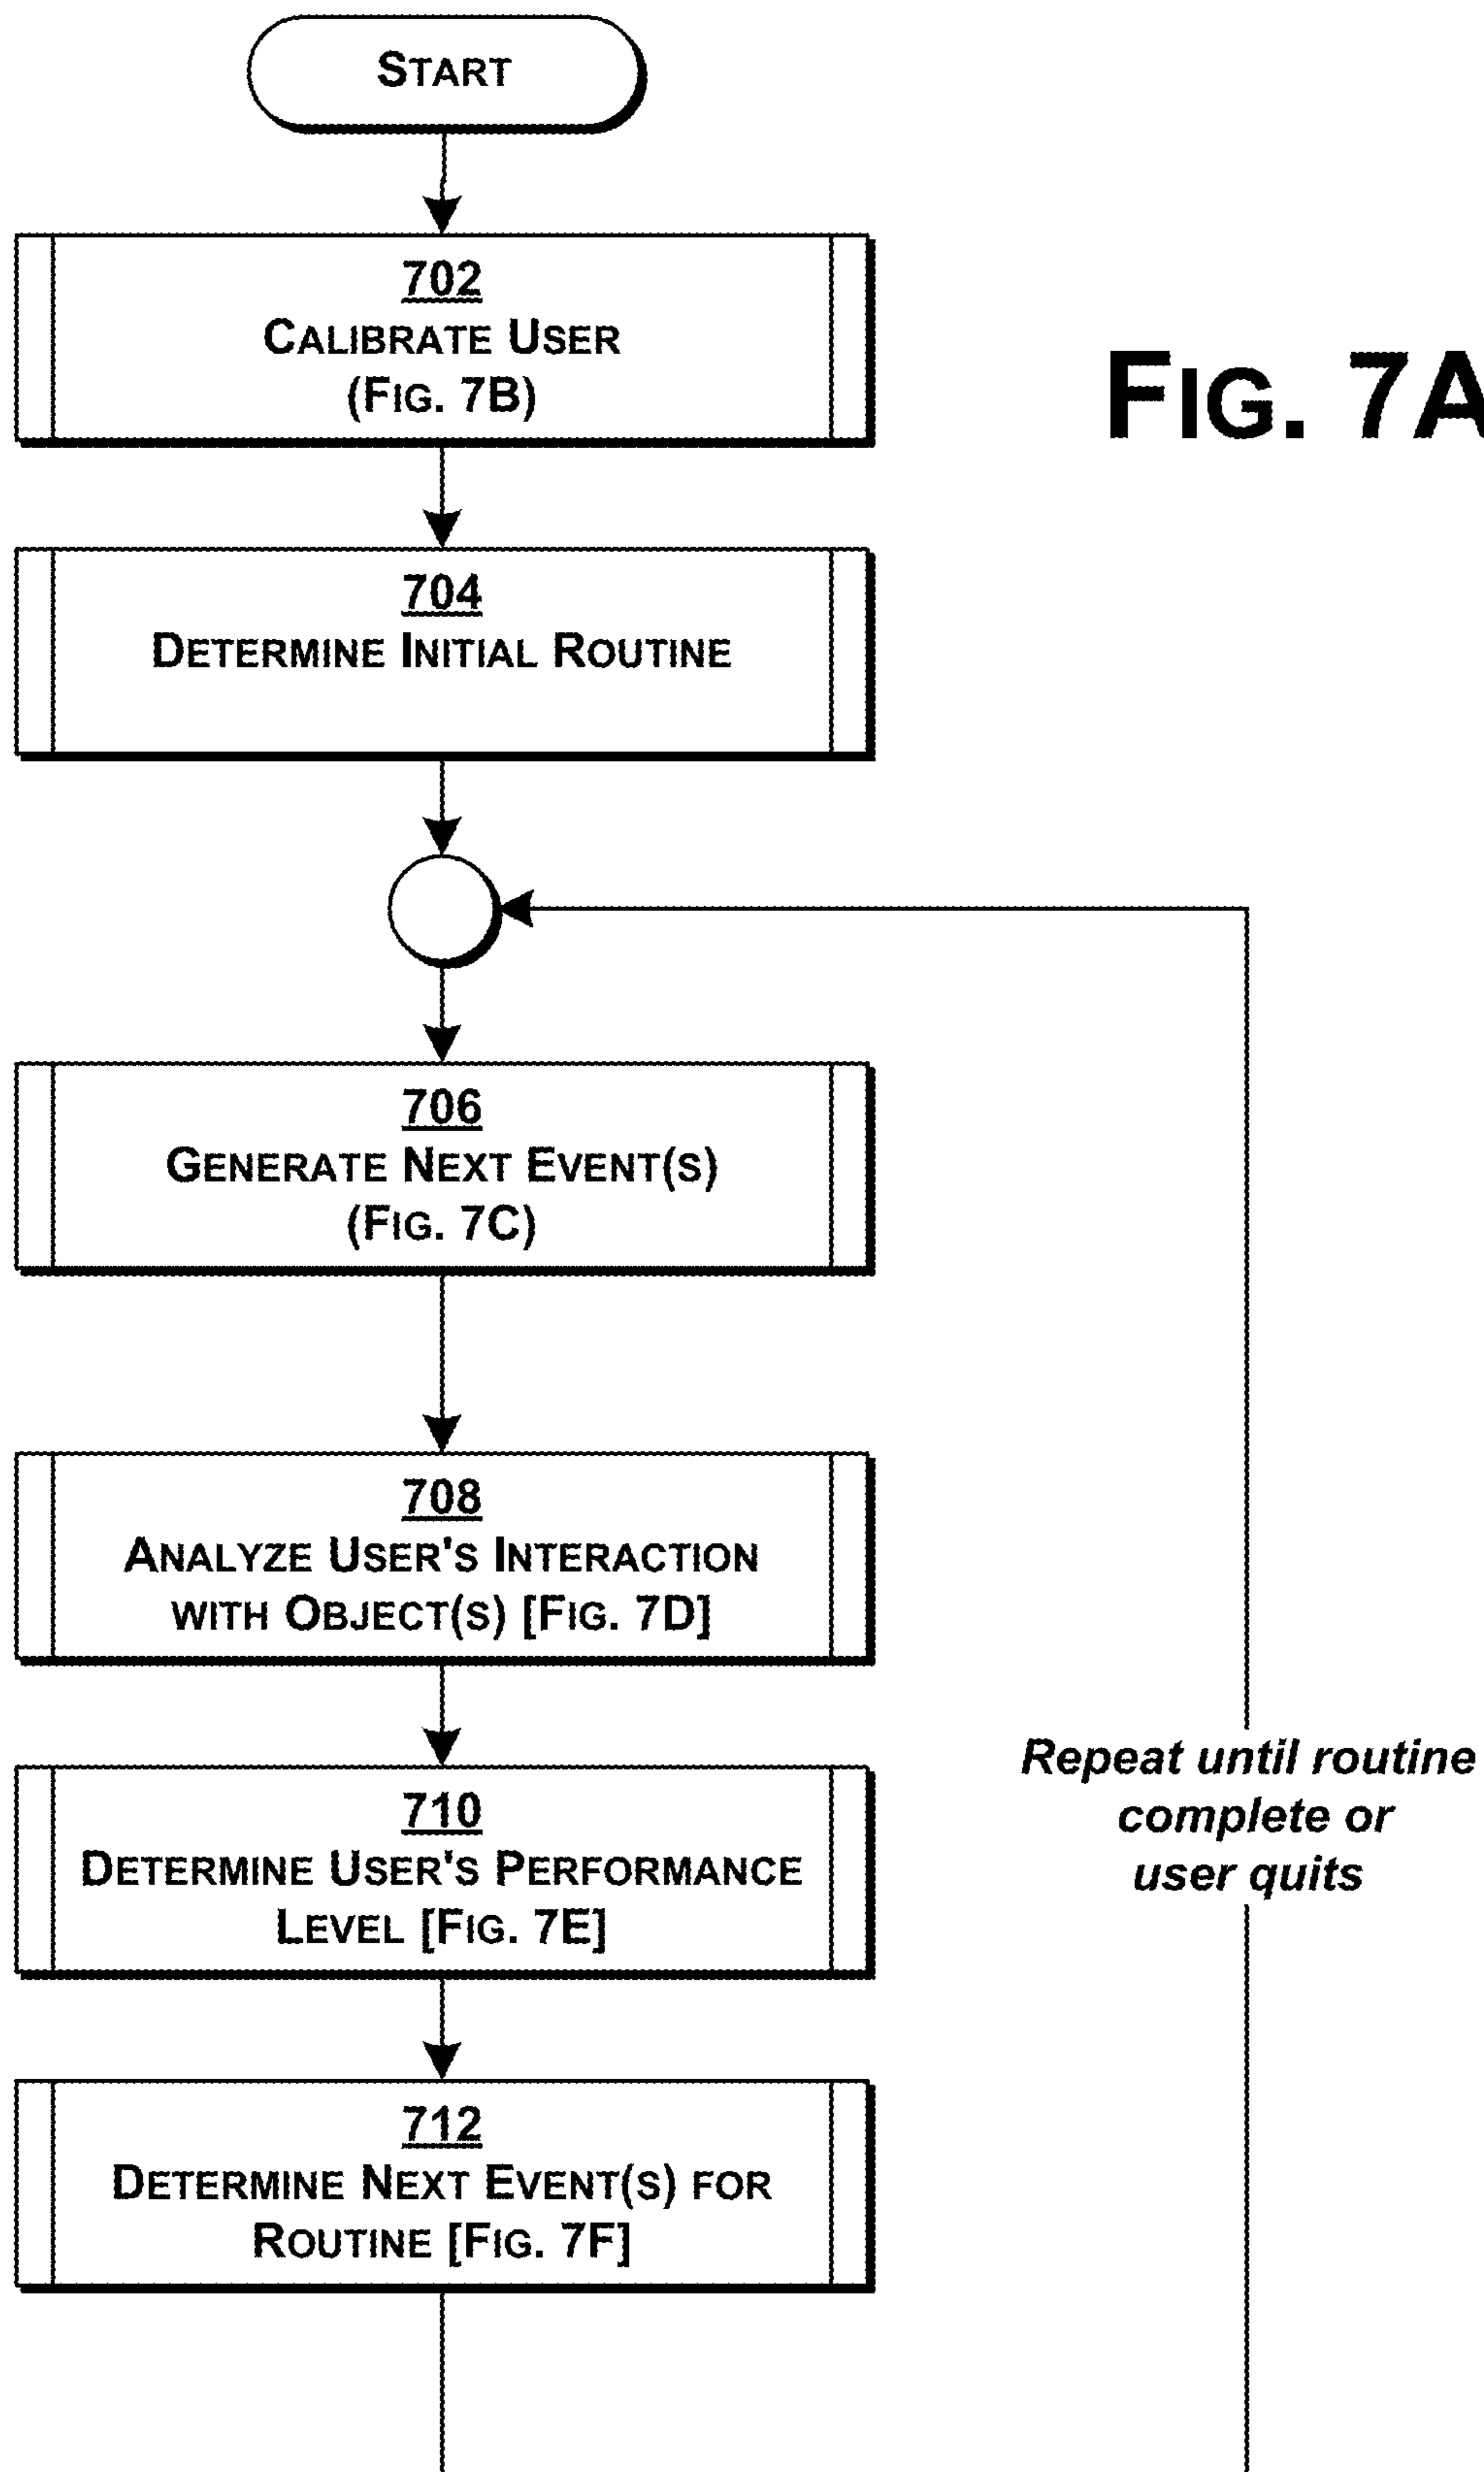 START
702
CALIBRATE USER
(FIG. 7B)
FIG. 7A
704
DETERMINE INITIAL ROUTINE
706
GENERATE NEXT EVENT(S)
(FIG. 7C)
708
ANALYZE USER'S INTERACTION
WITH OBJECT(S) [FIG. 7D]
710
DETERMINE USER'S PERFORMANCE
LEVEL [FIG. 7E]
Repeat until routine
complete or
user quits
712
DETERMINE NEXT EVENT(S) FOR
ROUTINE [FIG. 7F]